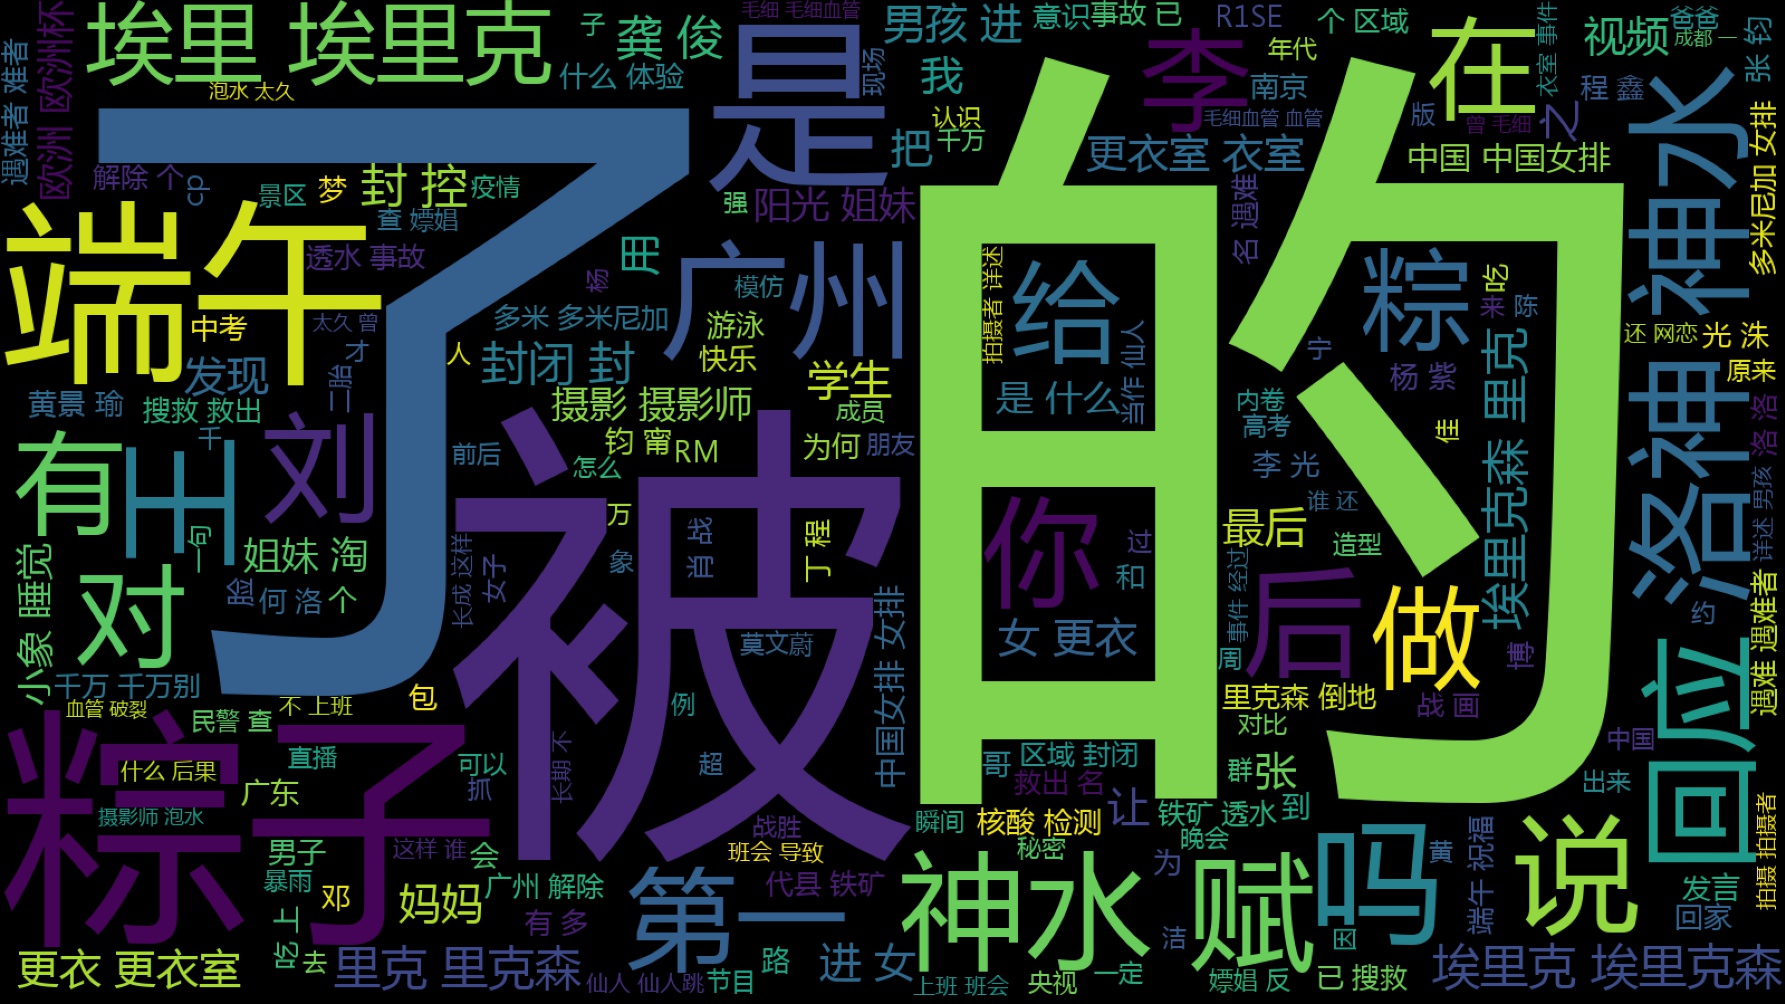 埃里 埃里克
的
了
被
是
在
端午
粽子
广州
洛神 神水
回应
神水 赋
吗
说
第一
李
刘
王
有
对
给
你
粽
后
做
龚 俊
男孩 进
我
把
视频
意识
事故 已
R1SE
个 区域
年代
南京
毛细 毛细血管
毛细血管 血管
曾 毛细
子
什么 体验
泡水 太久
现场
认识
千万
更衣室 衣室
版
之
程 鑫
张 钧
爸爸
成都 一
衣室 事件
中国 中国女排
多米尼加 女排
遇难者 难者
欧洲 欧洲杯
解除 个
cp
景区
梦
封 控
疫情
查 嫖娼
强
阳光 姐妹
透水 事故
用
杨
模仿
名 遇难
拍摄者 详述
吃
来
陈
中考
太久 曾
才
人
多米 多米尼加
游泳
快乐
封闭 封
学生
成员
是 什么
当作 仙人
宁
杨 紫
还 网恋
光 洙
原来
洛 洛
发现
黄景 瑜
搜救 救出
二胎
千
摄影 摄影师
钧 甯
RM
为何
朋友
前后
怎么
内卷
高考
佳
李 光
谁 还
埃里克森 里克
最后
造型
详述 男孩
一句
姐妹 淘
脸
何 洛
个
小象 睡觉
长成 这样
女子
万
象
肖 战
丁 程
过
和
莫文蔚
女 更衣
事件 经过
周
博
约
遇难 遇难者
千万 千万别
血管 破裂
民警 查
不 上班
包
中国女排 女排
里克森 倒地
对比
战 画
中国
什么 后果
直播
可以
抓
长期 不
例
超
哥
区域 封闭
救出 名
让
群
张
出来
广东
摄影师 泡水
铁矿 透水
到
瞬间
核酸 检测
晚会
秘密
战胜
班会 导致
男子
这样 谁
会
暴雨
邓
妈妈
广州 解除
代县 铁矿
为
黄
端午 祝福
拍摄 拍摄者
发言
回家
吃 上
去
有 多
路
进 女
洁
因
更衣 更衣室
里克 里克森
仙人 仙人跳
节目
上班 班会
央视
一定
嫖娼 反
已 搜救
埃里克 埃里克森